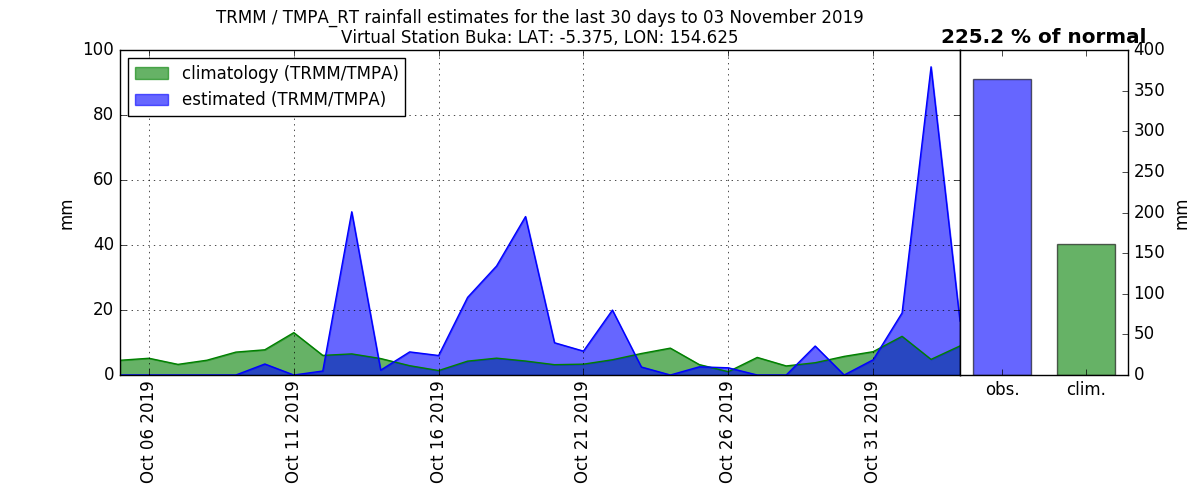 TRMM / TMPA_RT rainfall estimates for the last 30 days to 03 November 2019
Virtual Station Buka: LAT: -5.375, LON: 154.625
225.2 % of normal
climatology (TRMM/TMPA)
estimated (TRMM/TMPA)
100
80
60
40
20
0
mm
Oct 06 2019
Oct 11 2019
Oct 16 2019
Oct 21 2019
Oct 26 2019
Oct 31 2019
400
350
300
250
200
150
100
50
0
mm
obs.
clim.